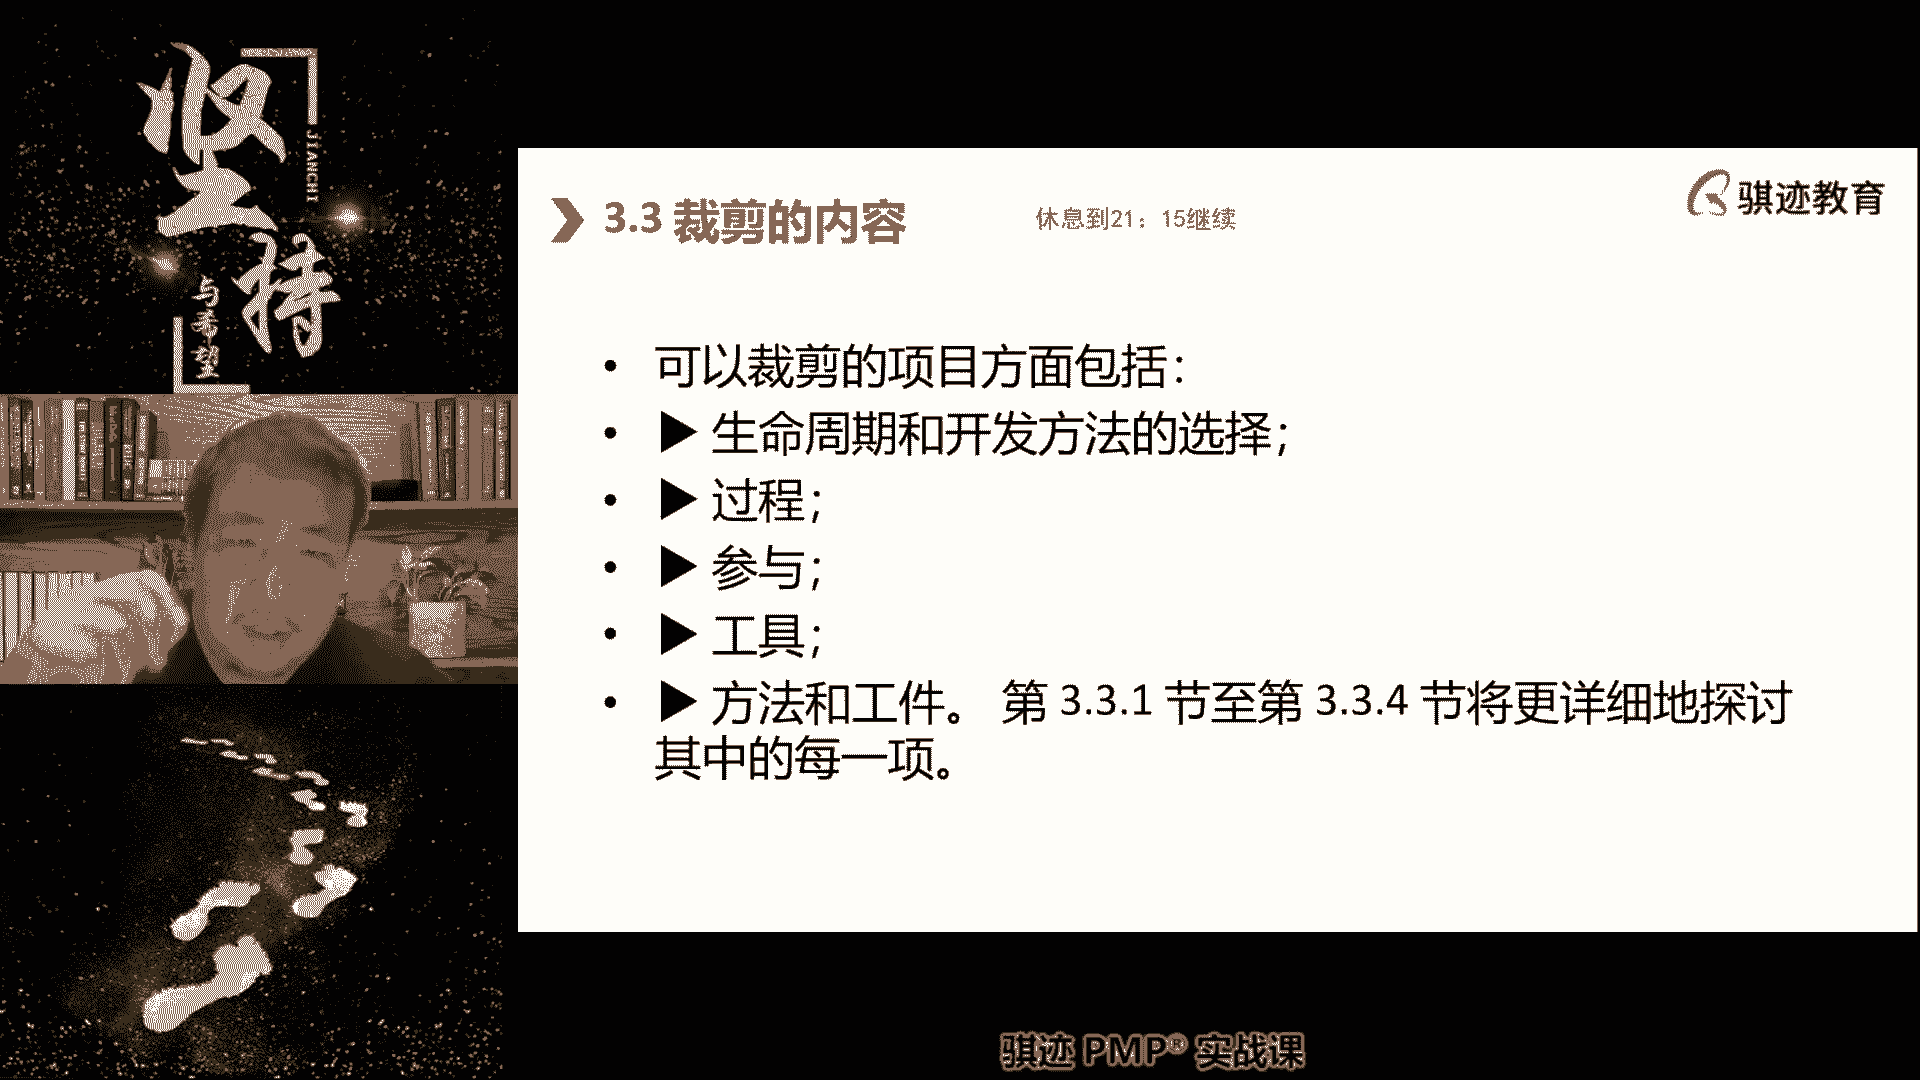 坚持
JIANCHI
与希望
3.3 裁剪的内容
休息到21：15继续
骐迹教育
• 可以裁剪的项目方面包括：
• ▶ 生命周期和开发方法的选择；
• ▶ 过程；
• ▶ 参与；
• ▶ 工具；
• ▶ 方法和工件。 第 3.3.1 节至第 3.3.4 节将更详细地探讨
其中的每一项。
骐迹 PMP® 实战课